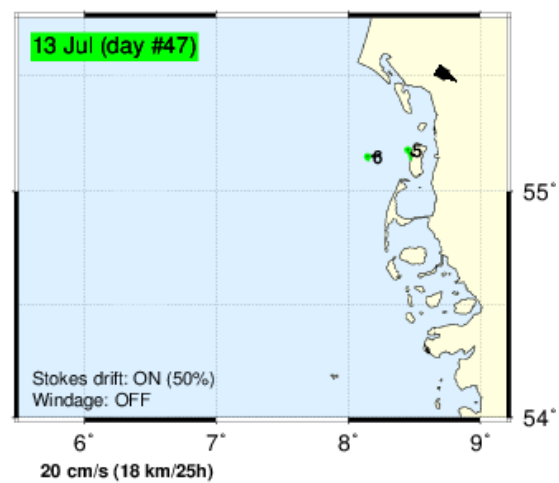 13 Jul (day #47)
6 5
55°
Stokes drift: ON (50%)
Windage: OFF
54°
6° 7° 8° 9°
20 cm/s (18 km/25h)